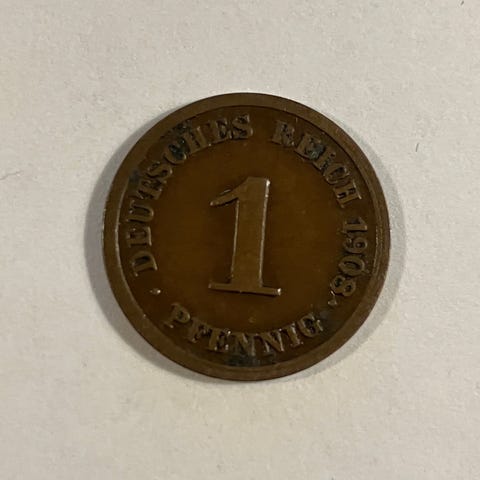 DEUTSCHES REICH 1908
1
PFENNIG